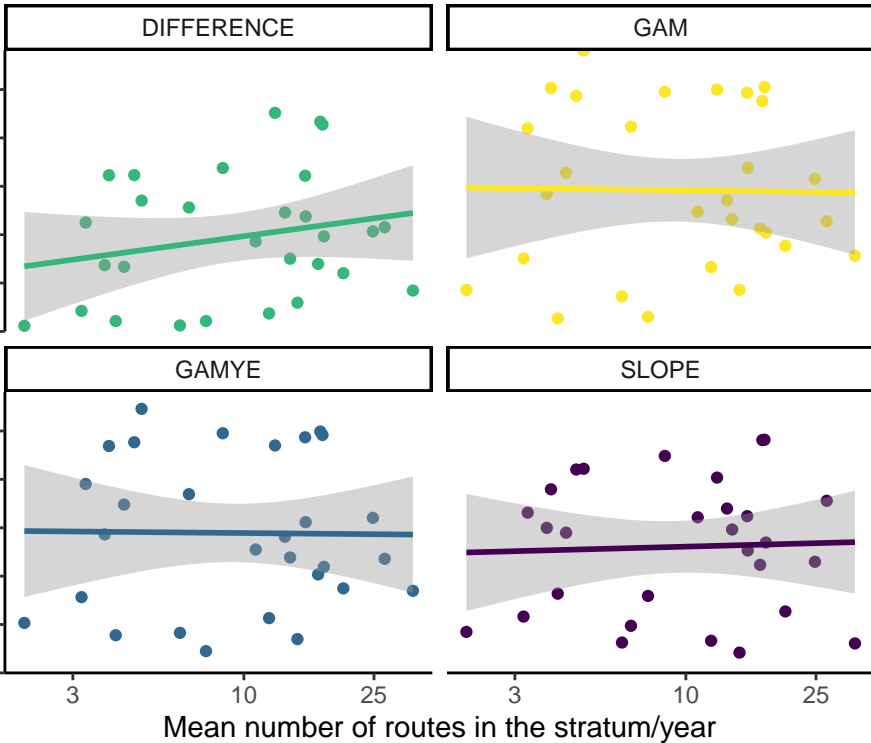 DIFFERENCE
GAM
GAMYE
SLOPE
3 10 25 3 10 25
Mean number of routes in the stratum/year